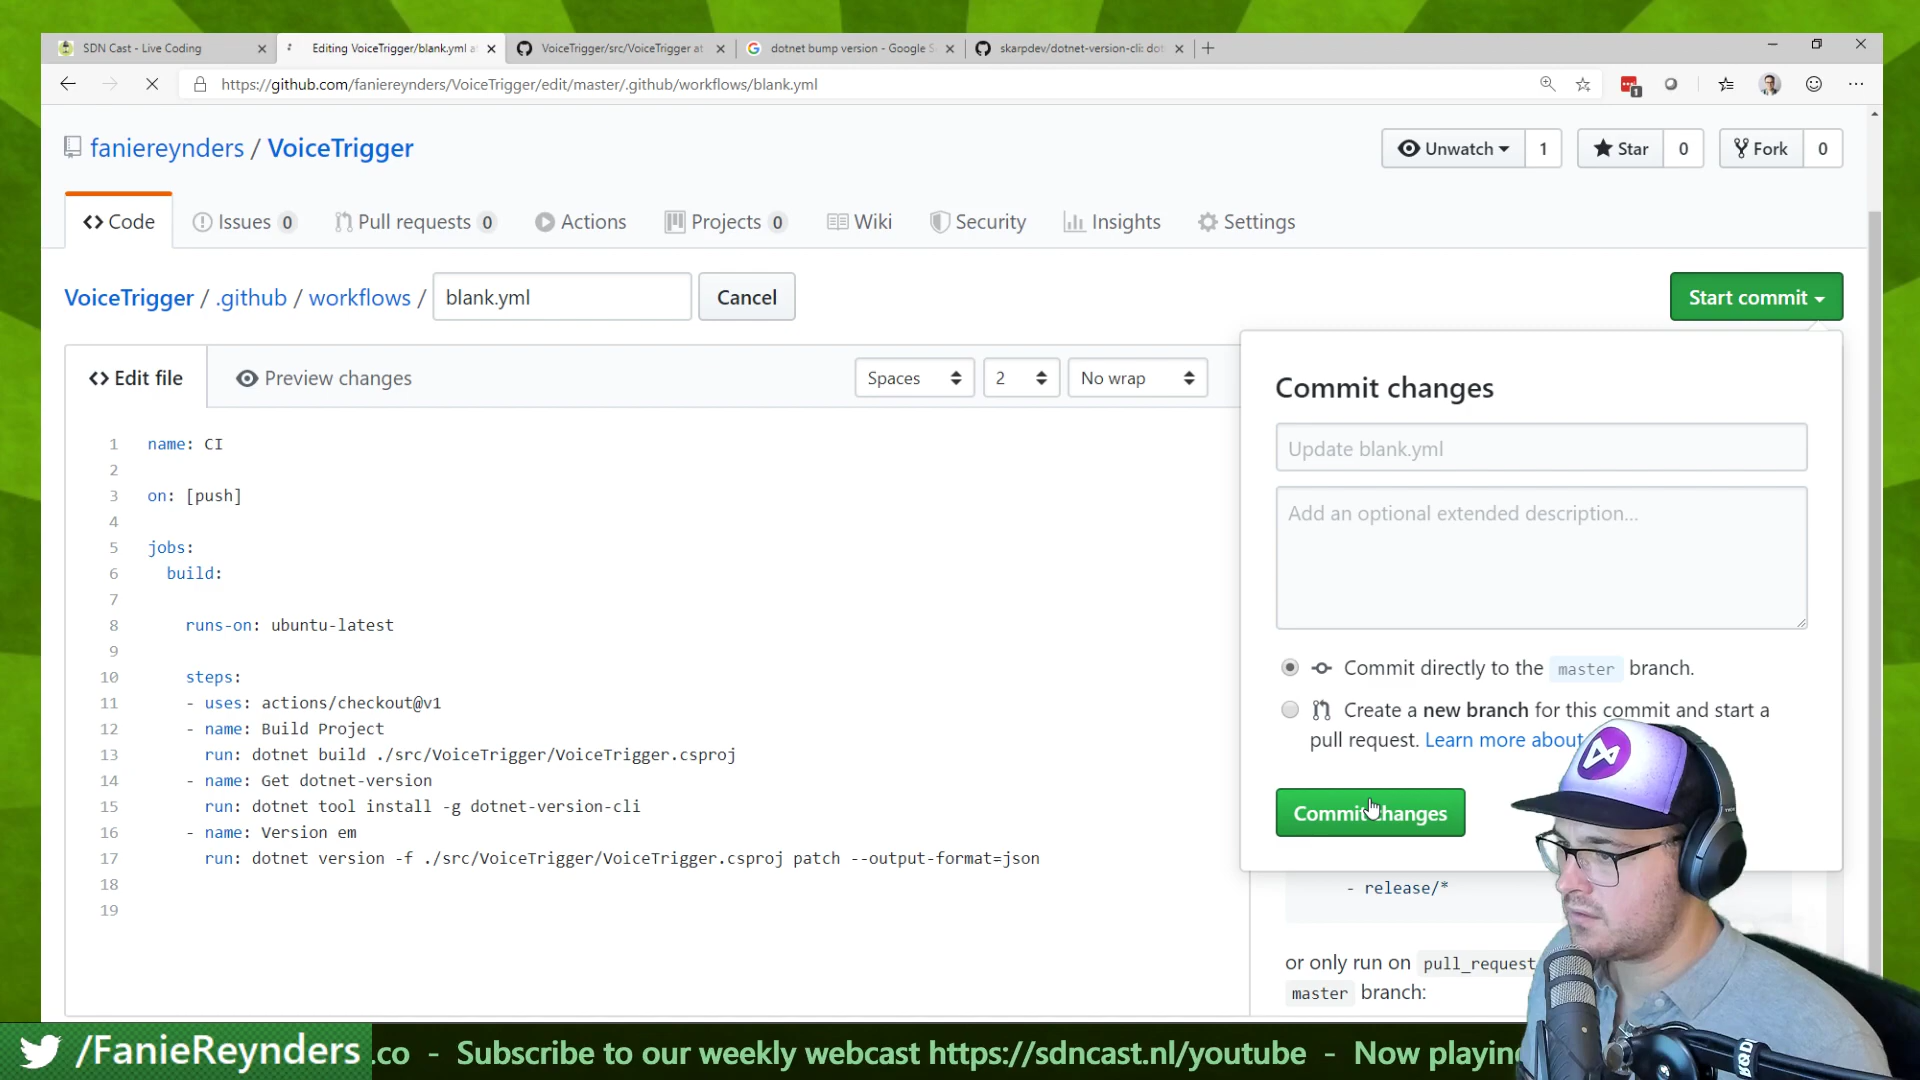 SDN Cast - Live Coding
Editing VoiceTrigger/blank.yml a
VoiceTrigger/src/VoiceTrigger at
dotnet bump version - Google S
skarpdev/dotnet-version-cli: dot
https://github.com/faniereynders/VoiceTrigger/edit/master/.github/workflows/blank.yml
faniereynders / VoiceTrigger
Unwatch 1
Star 0
Fork 0
Code
Issues 0
Pull requests 0
Actions
Projects 0
Wiki
Security
Insights
Settings
VoiceTrigger / .github / workflows / blank.yml
Cancel
Start commit
Edit file
Preview changes
Spaces
2
No wrap
1 name: CI
2
3 on: [push]
4
5 jobs:
6 build:
7
8 runs-on: ubuntu-latest
9
10 steps:
11 - uses: actions/checkout@v1
12 - name: Build Project
13 run: dotnet build ./src/VoiceTrigger/VoiceTrigger.csproj
14 - name: Get dotnet-version
15 run: dotnet tool install -g dotnet-version-cli
16 - name: Version em
17 run: dotnet version -f ./src/VoiceTrigger/VoiceTrigger.csproj patch --output-format=json
18
19
Commit changes
Update blank.yml
Add an optional extended description...
Commit directly to the master branch.
Create a new branch for this commit and start a
pull request. Learn more about
Commit changes
- release/*
or only run on pull_request
master branch:
/FanieReynders
.co - Subscribe to our weekly webcast https://sdncast.nl/youtube - Now playing